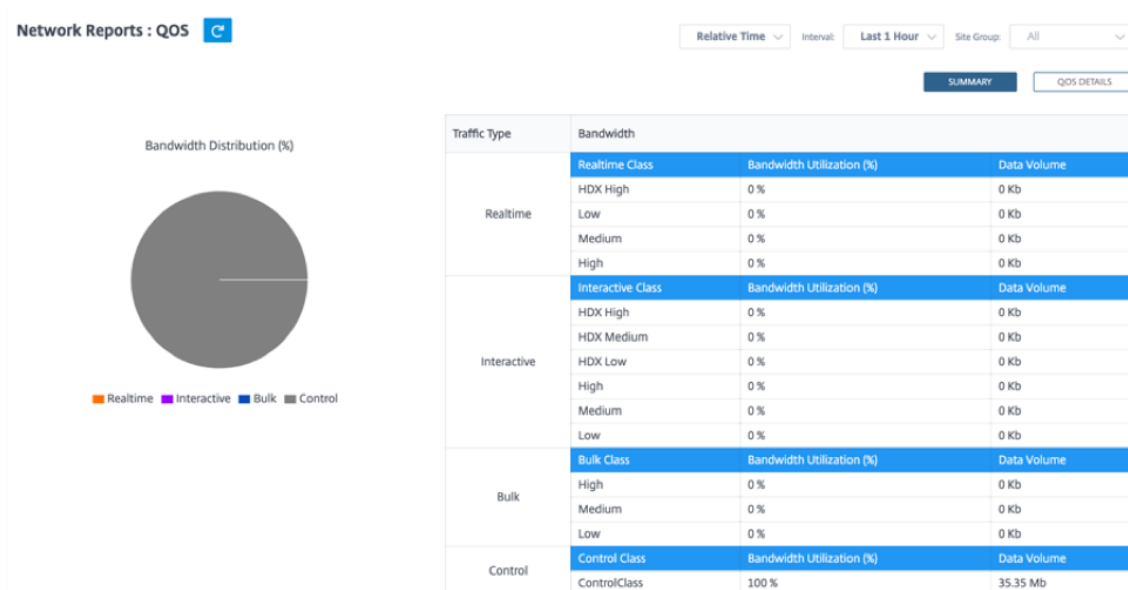 Network Reports : QOS
Relative Time Interval: Last 1 Hour Site Group: All
SUMMARY QOS DETAILS
Bandwidth Distribution (%)
Realtime Interactive Bulk Control
Traffic Type Bandwidth
Realtime
Realtime Class Bandwidth Utilization (%) Data Volume
HDX High 0 % 0 Kb
Low 0 % 0 Kb
Medium 0 % 0 Kb
High 0 % 0 Kb
Interactive
Interactive Class Bandwidth Utilization (%) Data Volume
HDX High 0 % 0 Kb
HDX Medium 0 % 0 Kb
HDX Low 0 % 0 Kb
High 0 % 0 Kb
Medium 0 % 0 Kb
Low 0 % 0 Kb
Bulk
Bulk Class Bandwidth Utilization (%) Data Volume
High 0 % 0 Kb
Medium 0 % 0 Kb
Low 0 % 0 Kb
Control
Control Class Bandwidth Utilization (%) Data Volume
ControlClass 100 % 35.35 Mb